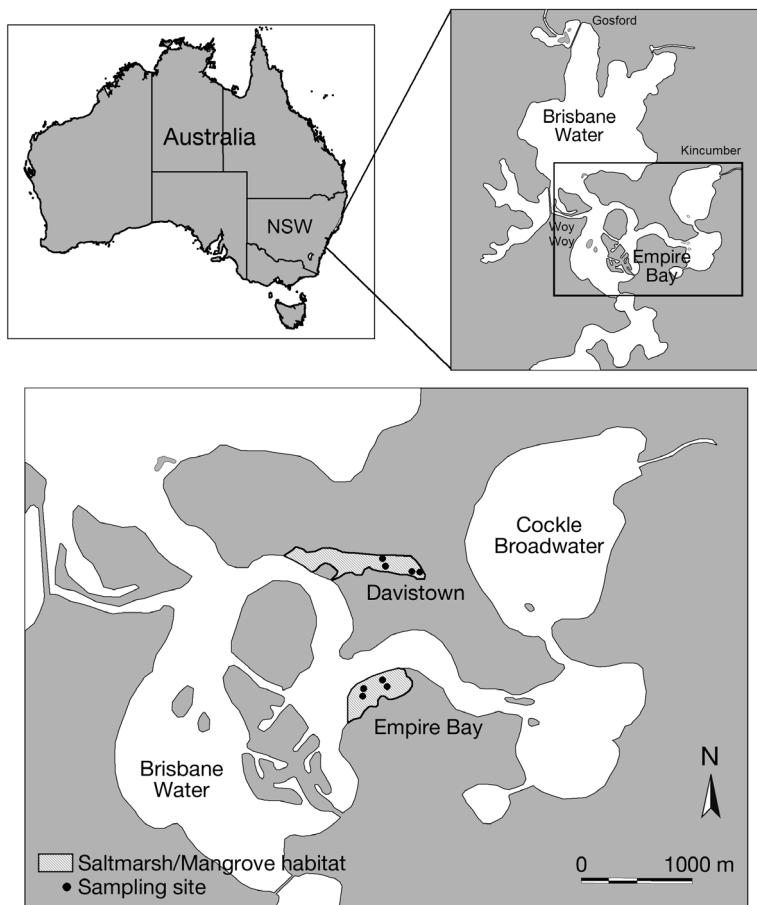 Australia
NSW
Gosford
Brisbane
Water
Kincumber
Woy
Woy
Empire
Bay
Cockle
Broadwater
Davistown
Empire Bay
Brisbane
Water
N
Saltmarsh/Mangrove habitat
Sampling site
0 1000 m